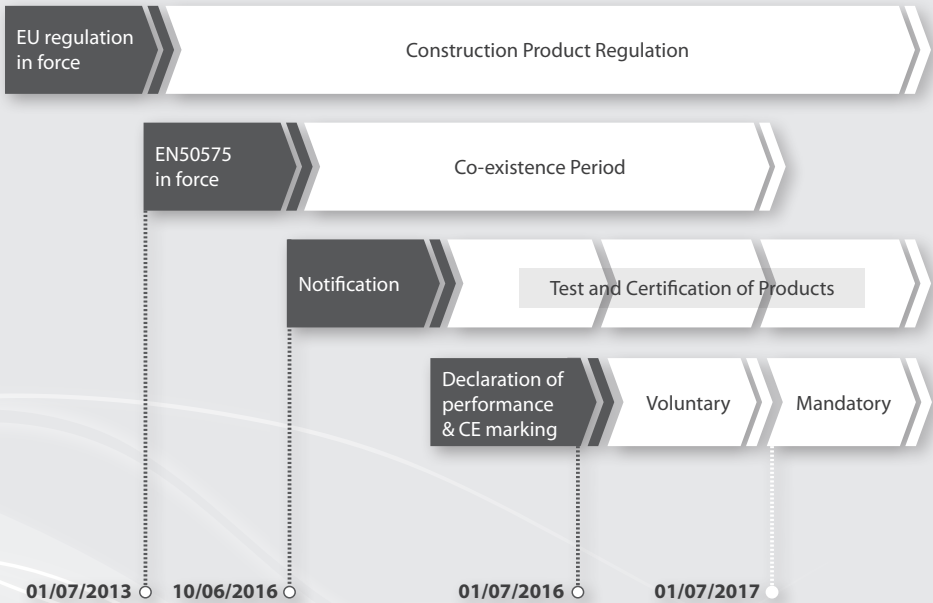 EU regulation
in force
Construction Product Regulation
EN50575
in force
Co-existence Period
Notification
Test and Certification of Products
Declaration of
performance
& CE marking
Voluntary
Mandatory
01/07/2013
10/06/2016
01/07/2016
01/07/2017